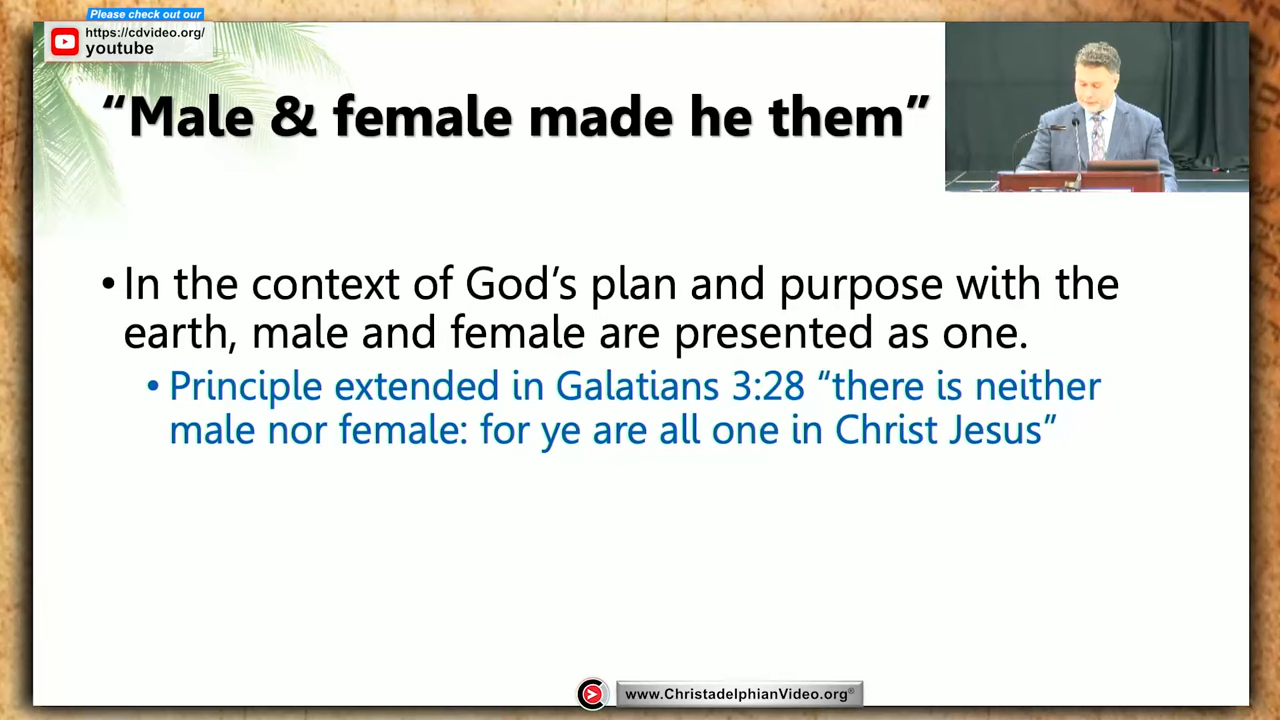 Please check out our
https://cdvideo.org/
youtube
“Male & female made he them”
• In the context of God’s plan and purpose with the
earth, male and female are presented as one.
• Principle extended in Galatians 3:28 “there is neither
male nor female: for ye are all one in Christ Jesus”
www.ChristadelphianVideo.org®